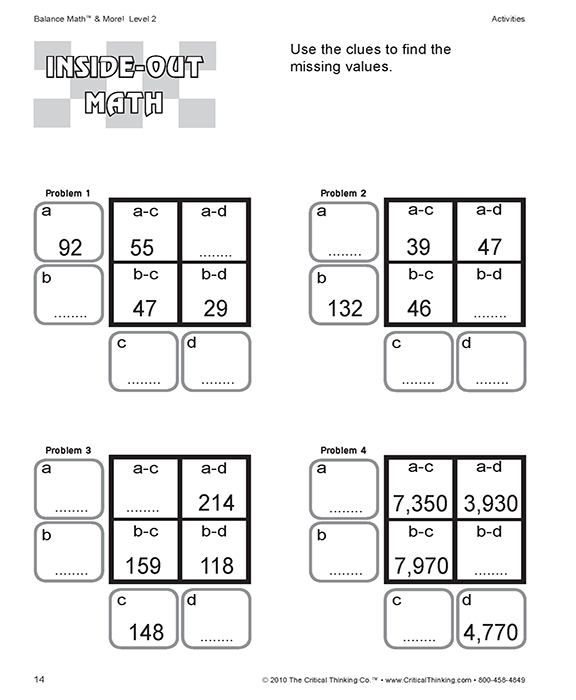 Balance Math™ & More! Level 2 Activities
INSIDE-OUT
MATH
Use the clues to find the
missing values.
Problem 1
a a-c a-d
92 55 ........
b b-c b-d
........ 47 29
c d
........ ........
Problem 2
a a-c a-d
........ 39 47
b b-c b-d
132 46 ........
c d
........ ........
Problem 3
a a-c a-d
........ ........ 214
b b-c b-d
........ 159 118
c d
148 ........
Problem 4
a a-c a-d
........ 7,350 3,930
b b-c b-d
........ 7,970 ........
c d
........ 4,770
14 © 2010 The Critical Thinking Co.™ • www.CriticalThinking.com • 800-458-4849